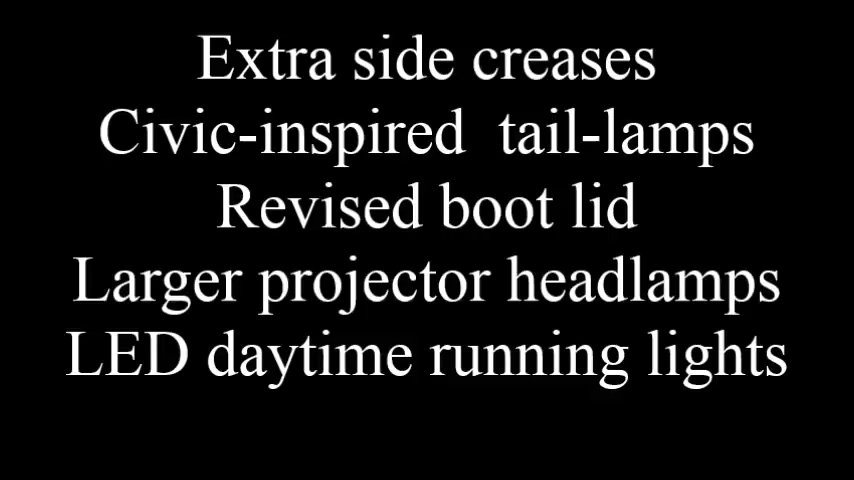 Extra side creases
Civic-inspired  tail-lamps
Revised boot lid
Larger projector headlamps
LED daytime running lights